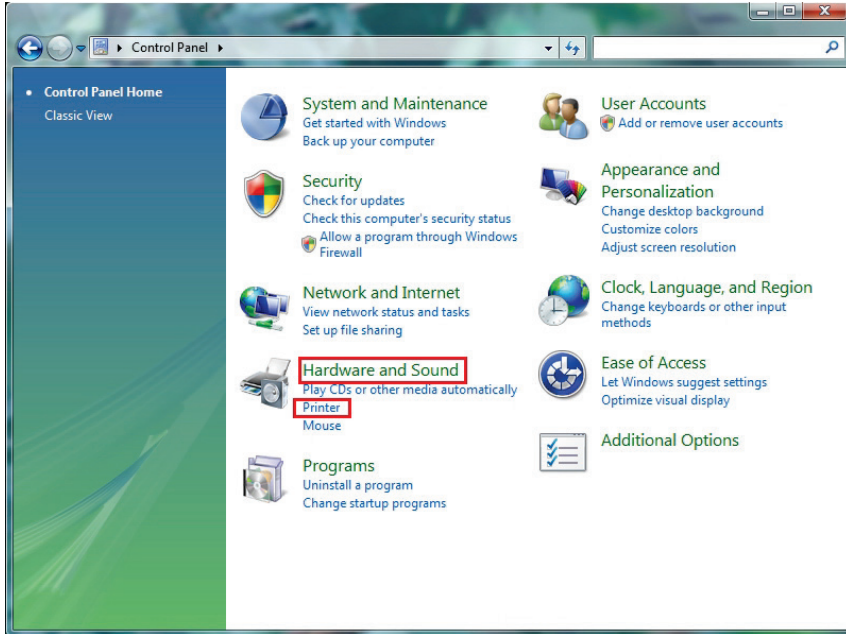 Control Panel
Control Panel Home
Classic View
System and Maintenance
Get started with Windows
Back up your computer
Security
Check for updates
Check this computer's security status
Allow a program through Windows
Firewall
Network and Internet
View network status and tasks
Set up file sharing
Hardware and Sound
Play CDs or other media automatically
Printer
Mouse
Programs
Uninstall a program
Change startup programs
User Accounts
Add or remove user accounts
Appearance and
Personalization
Change desktop background
Customize colors
Adjust screen resolution
Clock, Language, and Region
Change keyboards or other input
methods
Ease of Access
Let Windows suggest settings
Optimize visual display
Additional Options